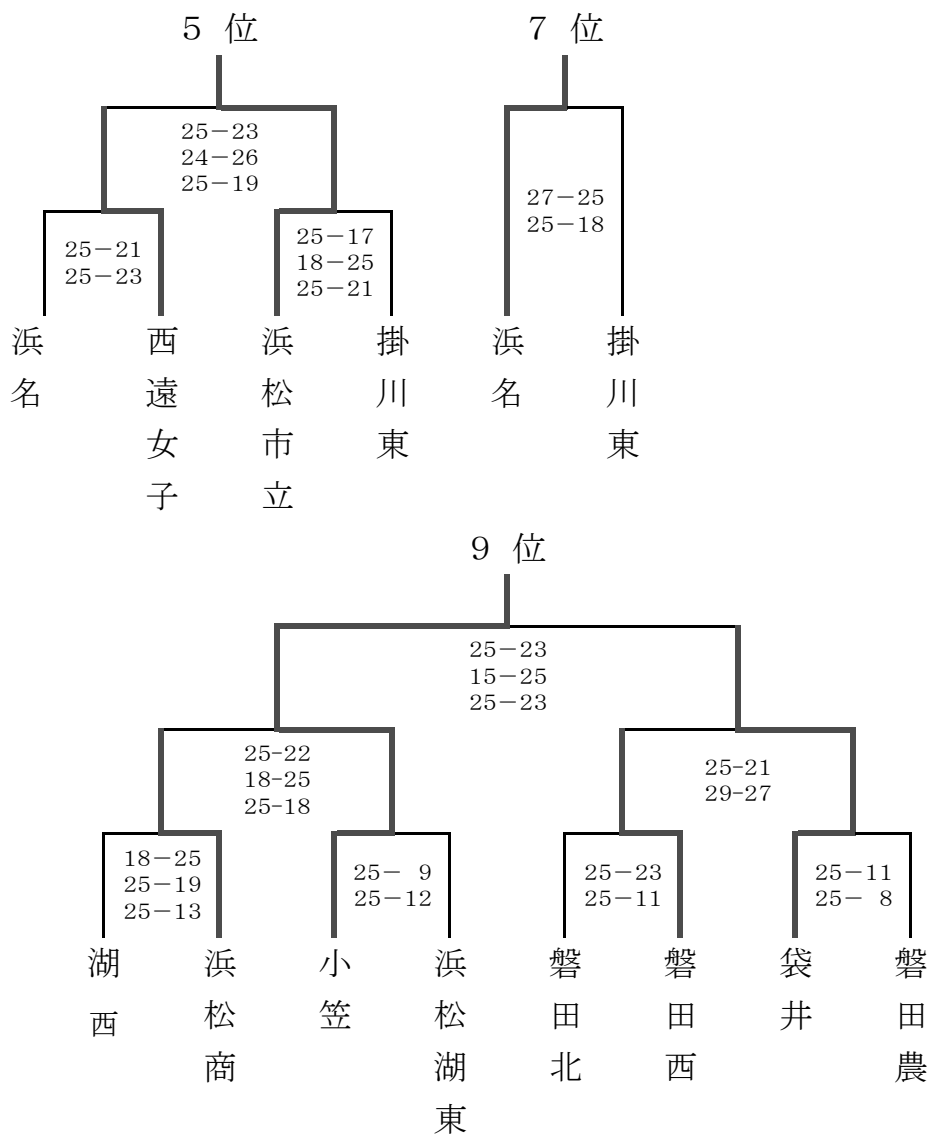 5 位
7 位
25－23
24－26
25－19
25－21
25－23
25－17
18－25
25－21
27－25
25－18
浜名
西遠女子
浜松市立
掛川東
浜名
掛川東
9 位
25－23
15－25
25－23
25-22
18-25
25-18
25-21
29-27
18－25
25－19
25－13
25－ 9
25－12
25－23
25－11
25－11
25－ 8
湖西
浜松商
小笠
浜松湖東
磐田北
磐田西
袋井
磐田農